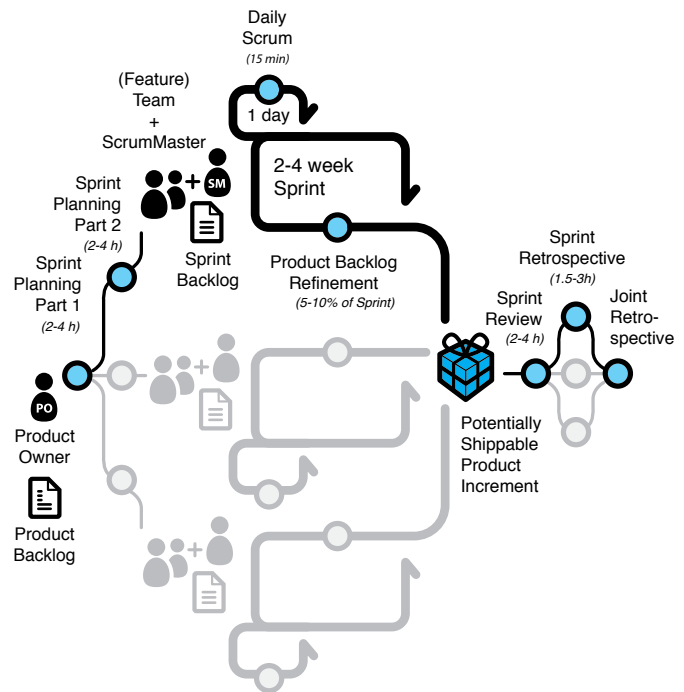 Daily
Scrum
(15 min)
(Feature)
Team
+
ScrumMaster
1 day
2-4 week
Sprint
+
SM
Sprint
Planning
Part 2
(2-4 h)
Sprint
Backlog
Product Backlog
Refinement
(5-10% of Sprint)
Sprint
Planning
Part 1
(2-4 h)
Sprint
Retrospective
(1.5-3h)
Sprint
Review
(2-4 h)
Joint
Retro-
spective
+
PO
Product
Owner
Product
Backlog
Potentially
Shippable
Product
Increment
+